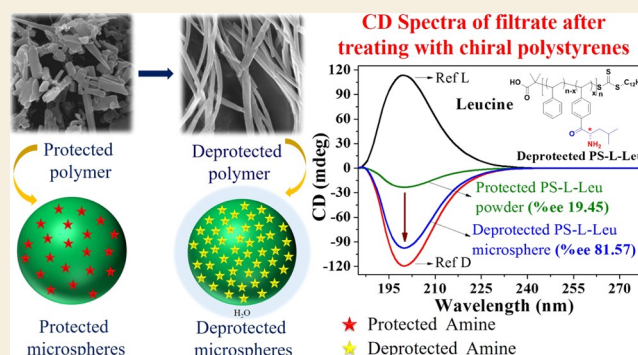 Protected
polymer
Deprotected
polymer
H₂O
Protected
microspheres
Deprotected
microspheres
CD Spectra of filtrate after
treating with chiral polystyrenes
CD (mdeg)
120
90
60
30
0
-30
-60
-90
-120
Ref L
Leucine
HO
O
n-x
x
n
S
S
S
C12H
O
*
NH2
Deprotected PS-L-Leu
Protected PS-L-Leu
powder (%ee 19.45)
Deprotected PS-L-Leu
microsphere (%ee 81.57)
Ref D
195 210 225 240 255 270
Wavelength (nm)
Protected Amine
Deprotected Amine